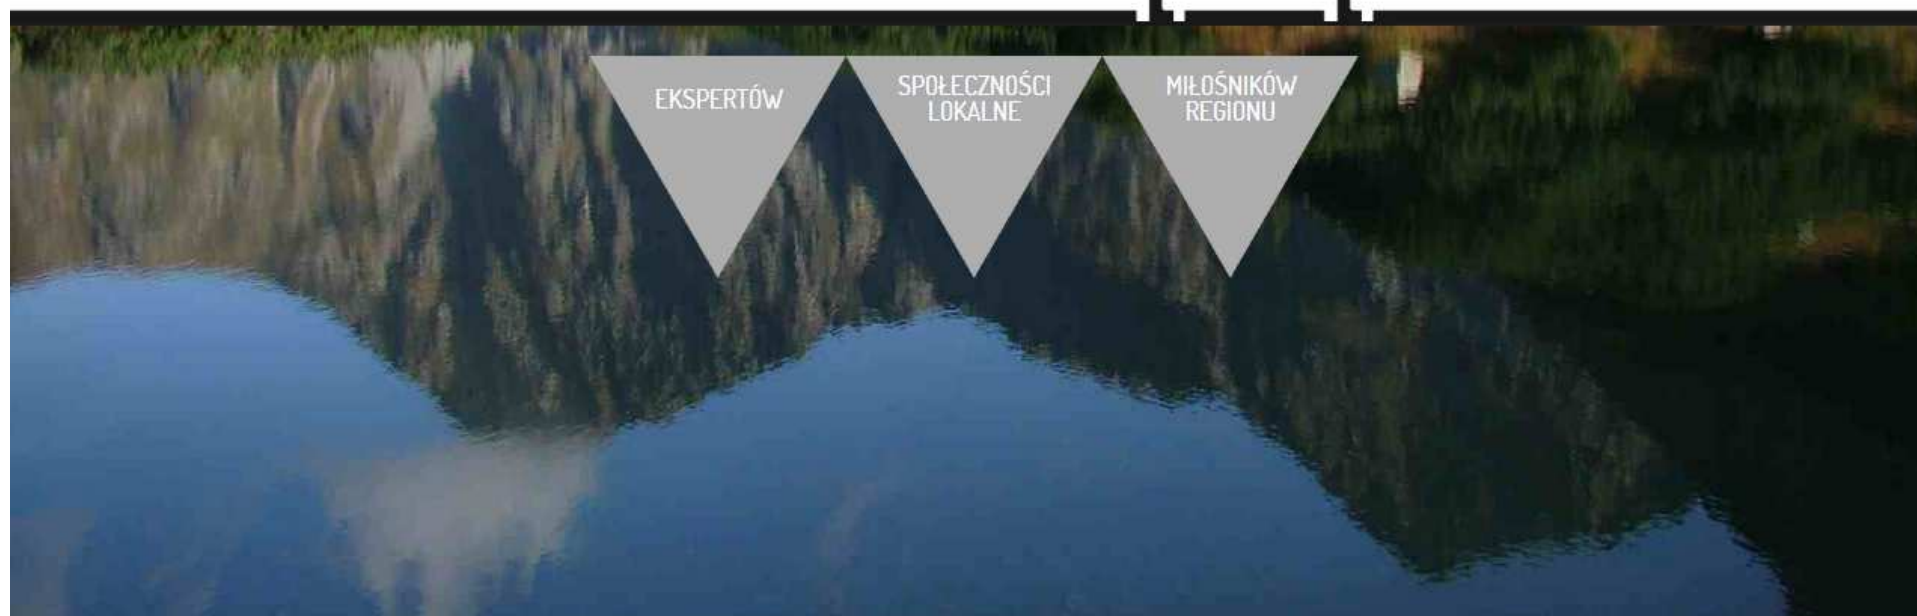 EKSPERTÓW
SPOŁECZNOŚCI
LOKALNE
MIŁOŚNIKÓW
REGIONU